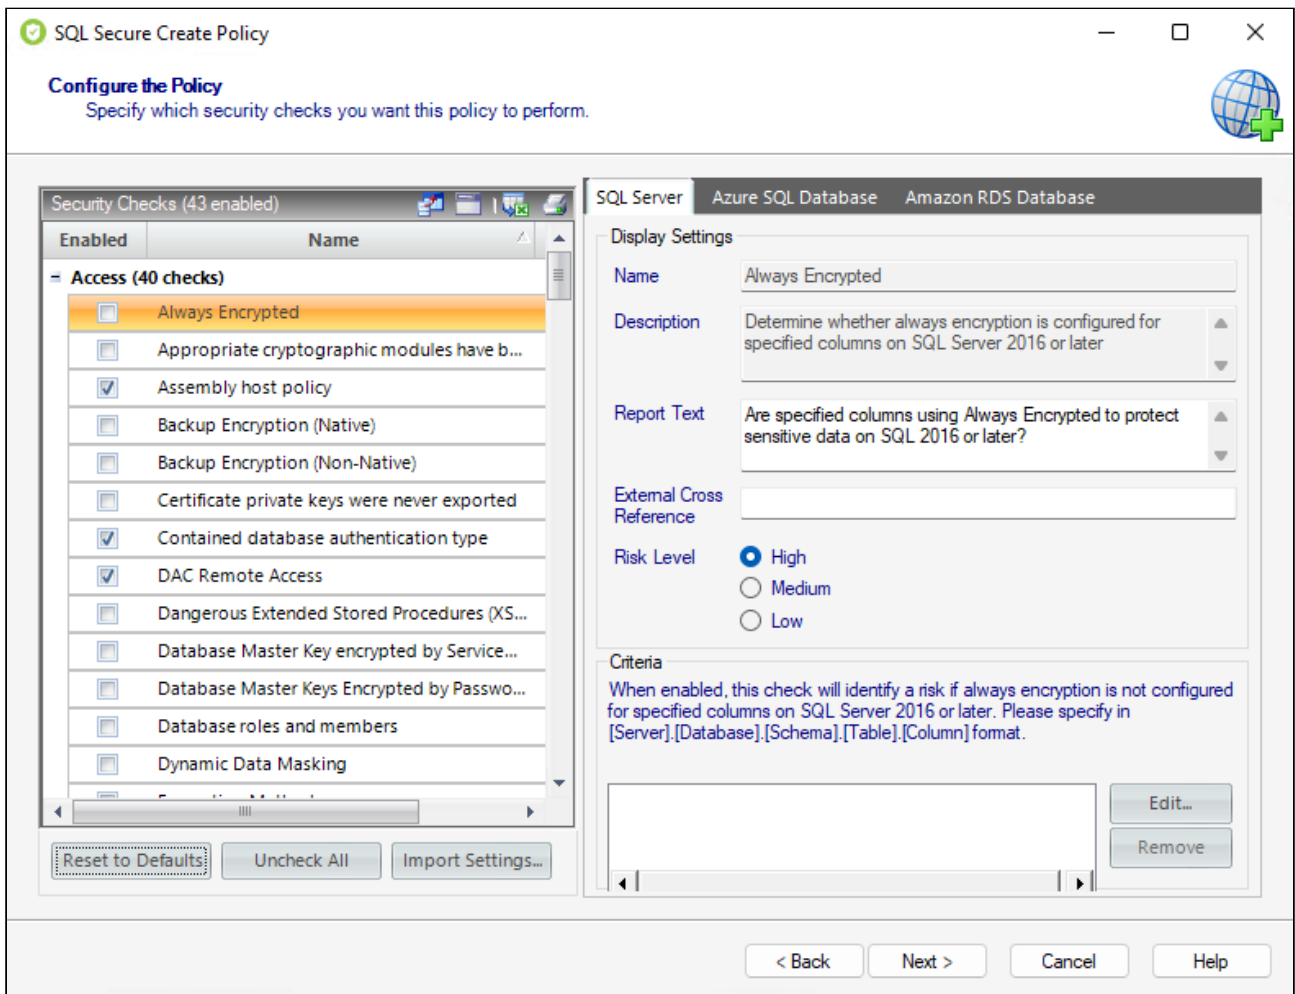 SQL Secure Create Policy
Configure the Policy
Specify which security checks you want this policy to perform.
Security Checks (43 enabled)
Enabled Name
Access (40 checks)
Always Encrypted
Appropriate cryptographic modules have b...
Assembly host policy
Backup Encryption (Native)
Backup Encryption (Non-Native)
Certificate private keys were never exported
Contained database authentication type
DAC Remote Access
Dangerous Extended Stored Procedures (XS...
Database Master Key encrypted by Service...
Database Master Keys Encrypted by Passwo...
Database roles and members
Dynamic Data Masking
Reset to Defaults Uncheck All Import Settings...
SQL Server Azure SQL Database Amazon RDS Database
Display Settings
Name Always Encrypted
Description Determine whether always encryption is configured for
specified columns on SQL Server 2016 or later
Report Text Are specified columns using Always Encrypted to protect
sensitive data on SQL 2016 or later?
External Cross
Reference
Risk Level High
Medium
Low
Criteria
When enabled, this check will identify a risk if always encryption is not configured
for specified columns on SQL Server 2016 or later. Please specify in
[Server].[Database].[Schema].[Table].[Column] format.
Edit...
Remove
< Back Next > Cancel Help